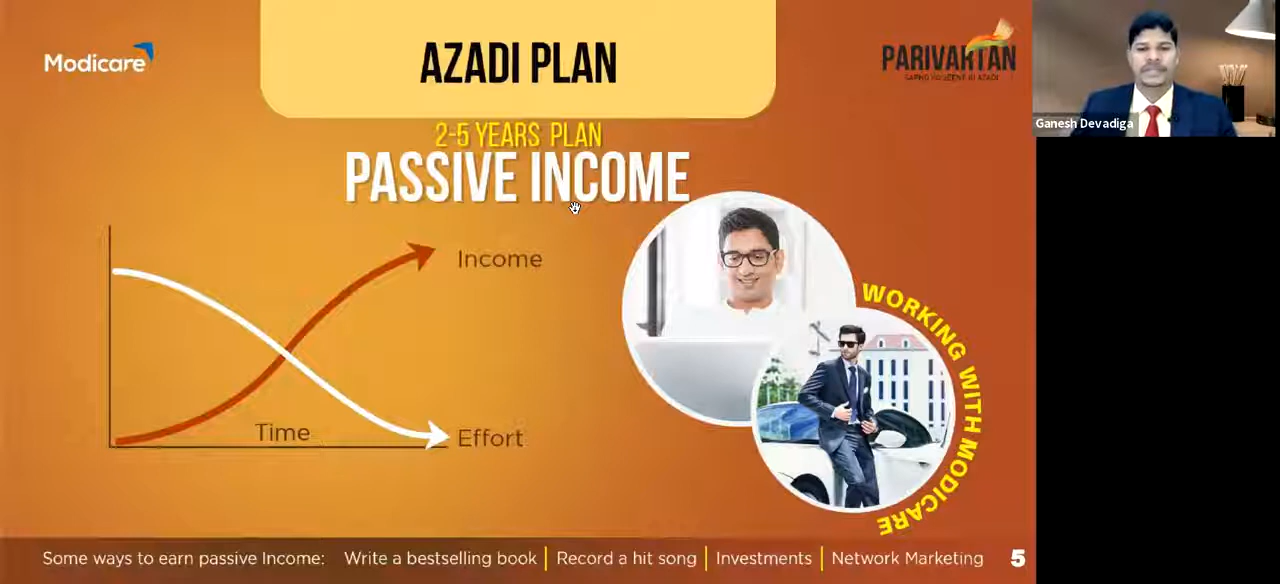 Modicare
AZADI PLAN
PARIVARTAN
2-5 YEARS PLAN
PASSIVE INCOME
Ganesh Devadiga
Income
Time
Effort
WORKING WITH MODICARE
Some ways to earn passive Income: Write a bestselling book | Record a hit song | Investments | Network Marketing 5